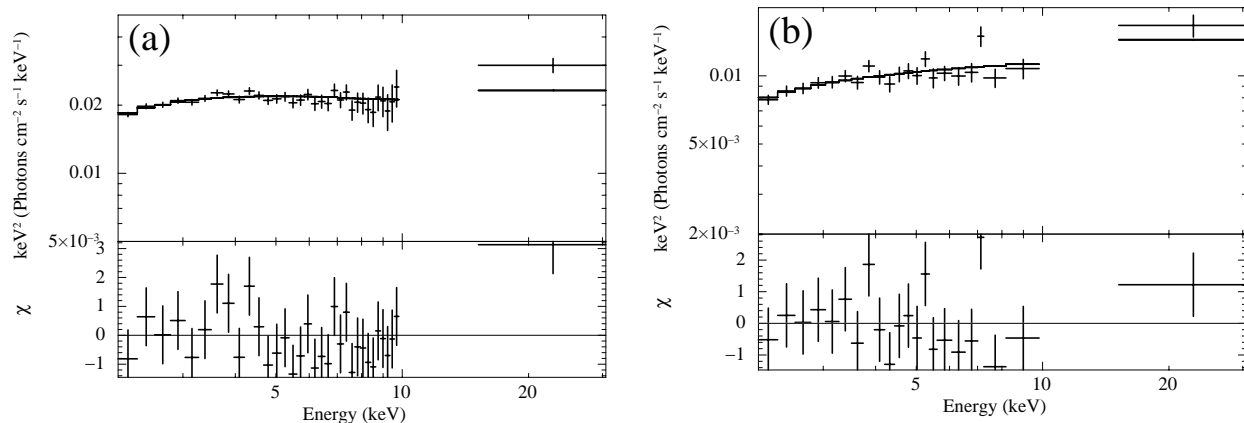 (a)
keV² (Photons cm⁻² s⁻¹ keV⁻¹)
0.02
0.01
5×10⁻³
χ
3
2
1
0
−1
5
10
20
Energy (keV)
(b)
keV² (Photons cm⁻² s⁻¹ keV⁻¹)
0.01
5×10⁻³
2×10⁻³
χ
2
1
0
−1
5
10
20
Energy (keV)